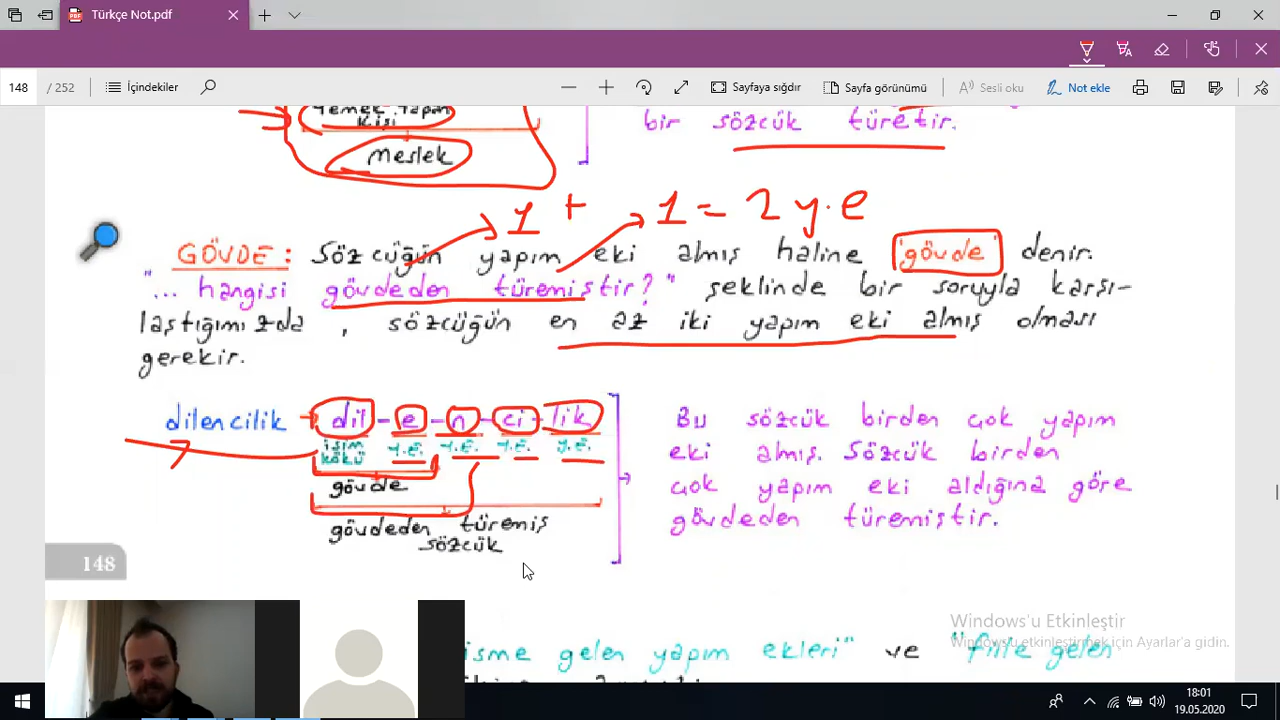 Türkçe Not.pdf
148 / 252 İçindekiler Sayfaya sığdır Sayfa görünümü Sesli oku Not ekle
Yemek yapan
kişi
meslek
bir sözcük türetir.
1 + 1 = 2 y.e
GÖVDE: Sözcüğün yapım eki almış haline "gövde" denir.
"... hangisi gövdeden türemiştir?" şeklinde bir soruyla karşı-
laştığımızda, sözcüğün en az iki yapım eki almış olması
gerekir.
dilencilik → dil - e - n - ci - lik
isim kökü Y.E. Y.E. Y.E. Y.E.
gövde
gövdeden türemiş
sözcük
Bu sözcük birden çok yapım
eki almış. Sözcük birden
çok yapım eki aldığına göre
gövdeden türemiştir.
148
isme gelen yapım ekleri" ve "fiile gelen
Windows'u Etkinleştir
Windows'u etkinleştirmek için Ayarlar'a gidin.
18:01
19.05.2020